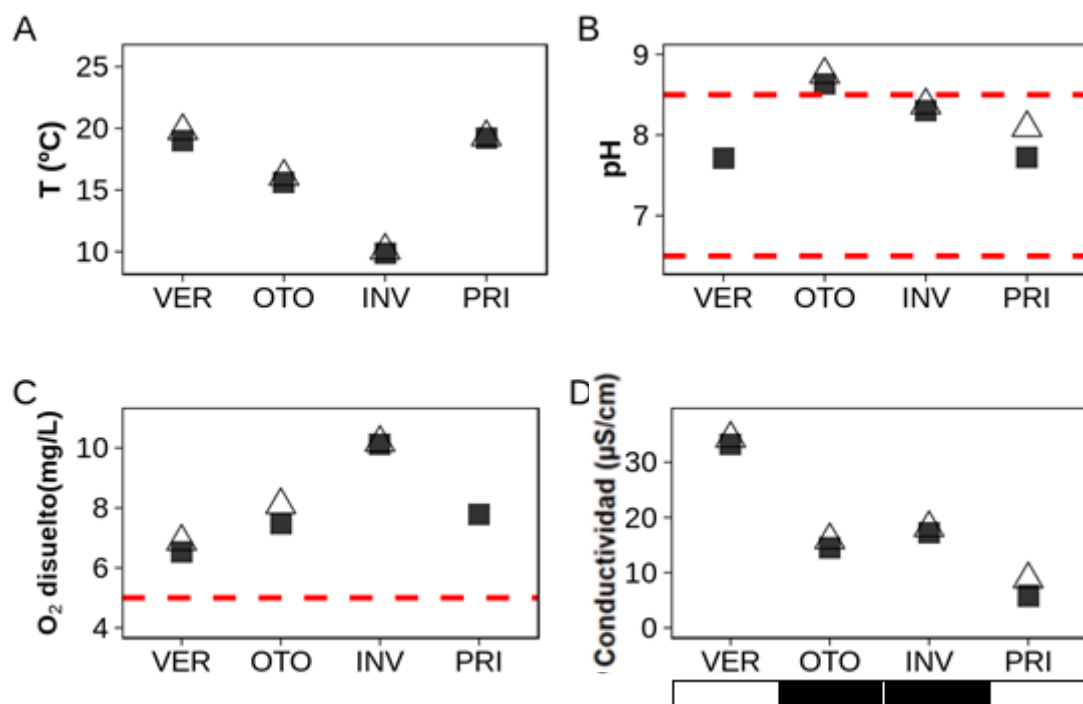 A
T (ºC)
25
20
15
10
VER OTO INV PRI
B
pH
9
8
7
VER OTO INV PRI
C
O₂ disuelto(mg/L)
10
8
6
4
VER OTO INV PRI
D
Conductividad (µS/cm)
30
20
10
0
VER OTO INV PRI